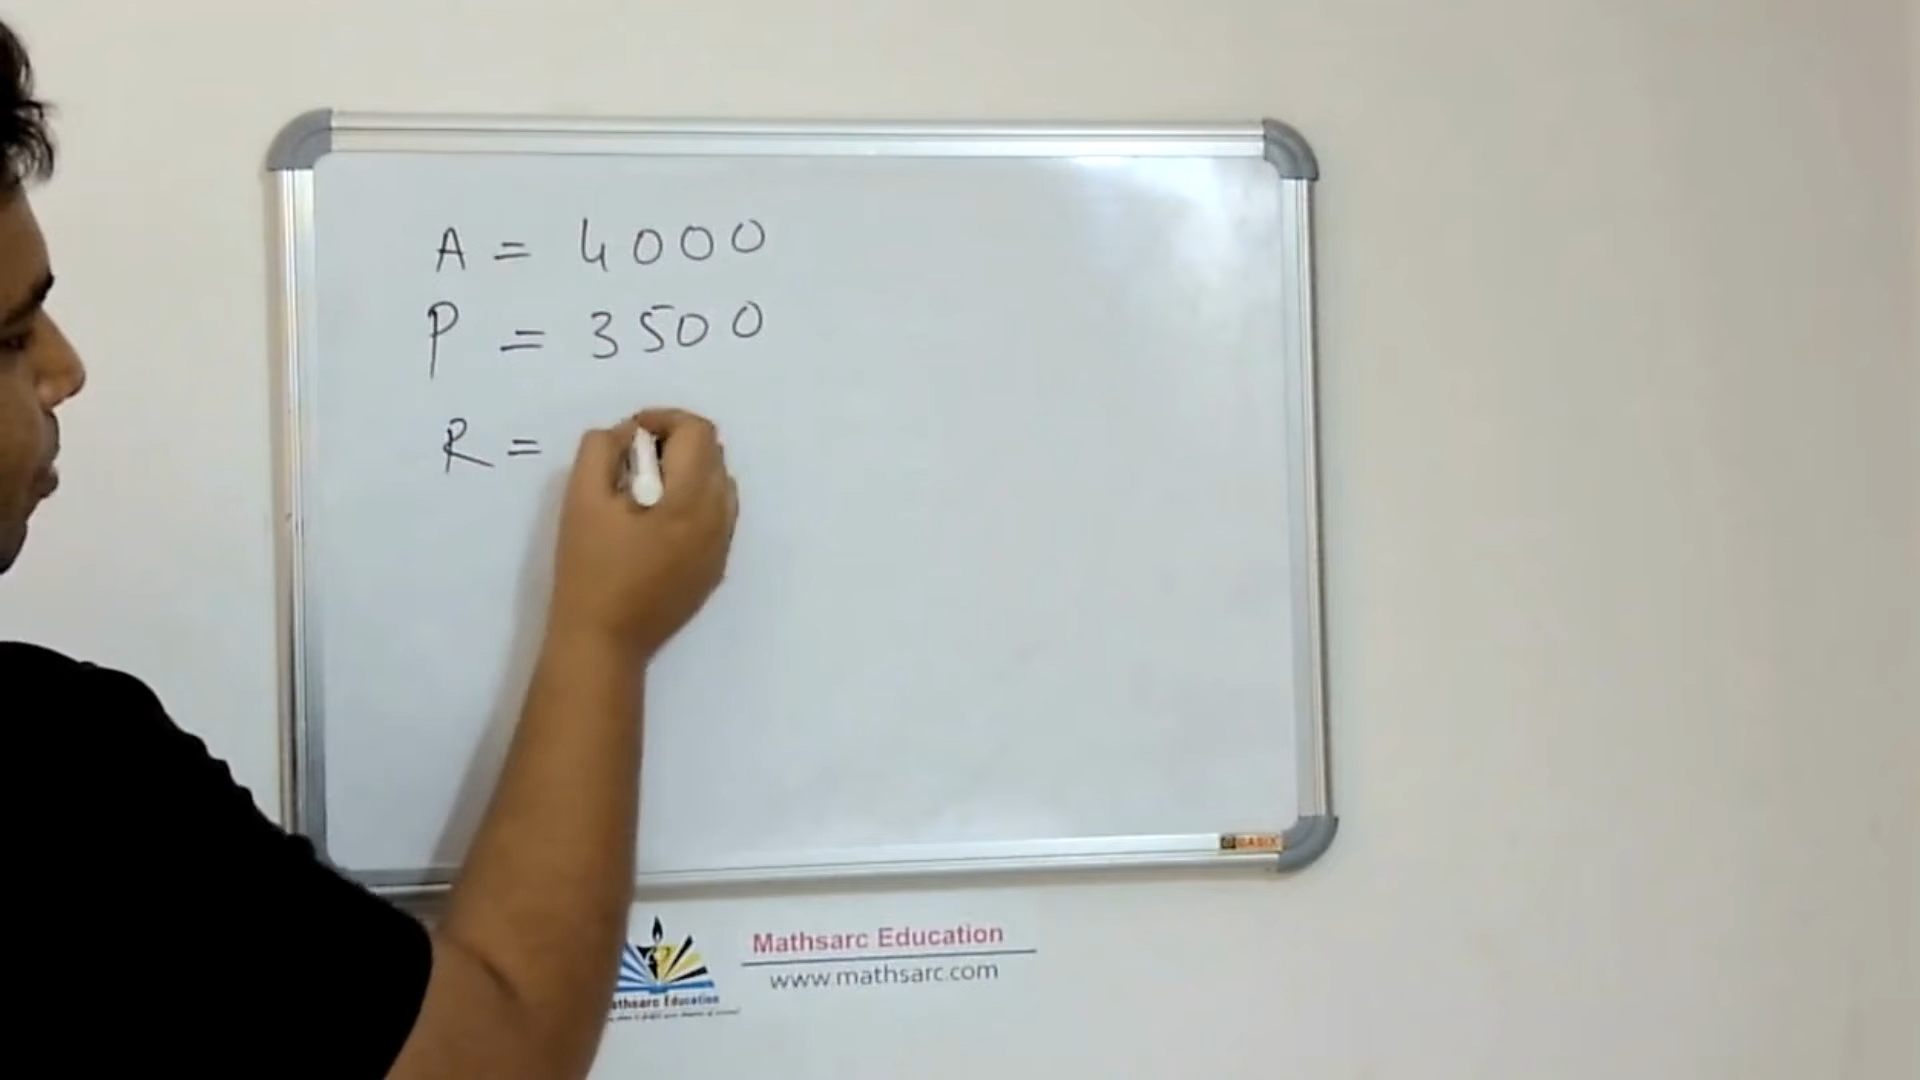 A = 4000
P = 3500
R =
Mathsarc Education
www.mathsarc.com